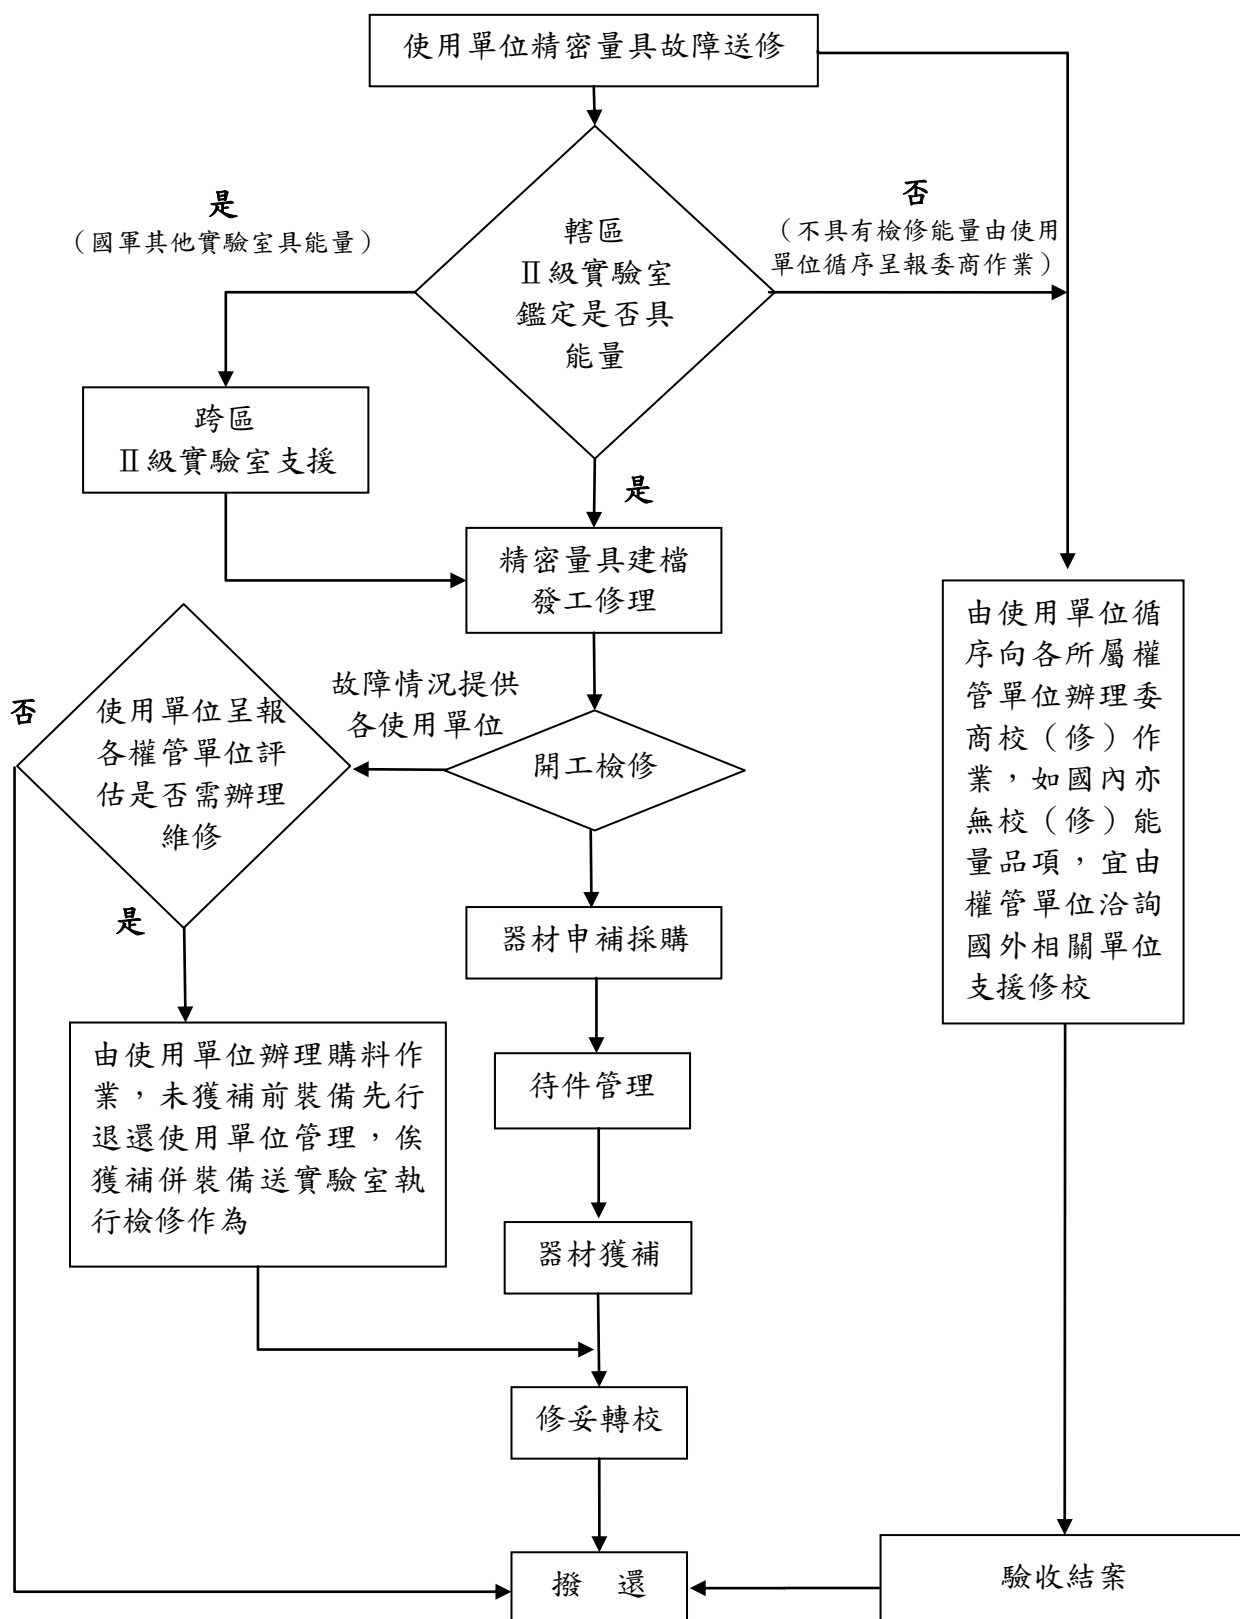 使用單位精密量具故障送修
是
(國軍其他實驗室具能量)
轄區
Ⅱ級實驗室
鑑定是否具
能量
否
(不具有檢修能量由使用
單位循序呈報委商作業)
跨區
Ⅱ級實驗室支援
是
精密量具建檔
發工修理
故障情況提供
各使用單位
開工檢修
否
使用單位呈報
各權管單位評
估是否需辦理
維修
是
由使用單位循
序向各所屬權
管單位辦理委
商校(修)作
業,如國內亦
無校(修)能
量品項,宜由
權管單位洽詢
國外相關單位
支援修校
器材申補採購
由使用單位辦理購料作
業,未獲補前裝備先行
退還使用單位管理,俟
獲補併裝備送實驗室執
行檢修作為
待件管理
器材獲補
修妥轉校
撥 還
驗收結案